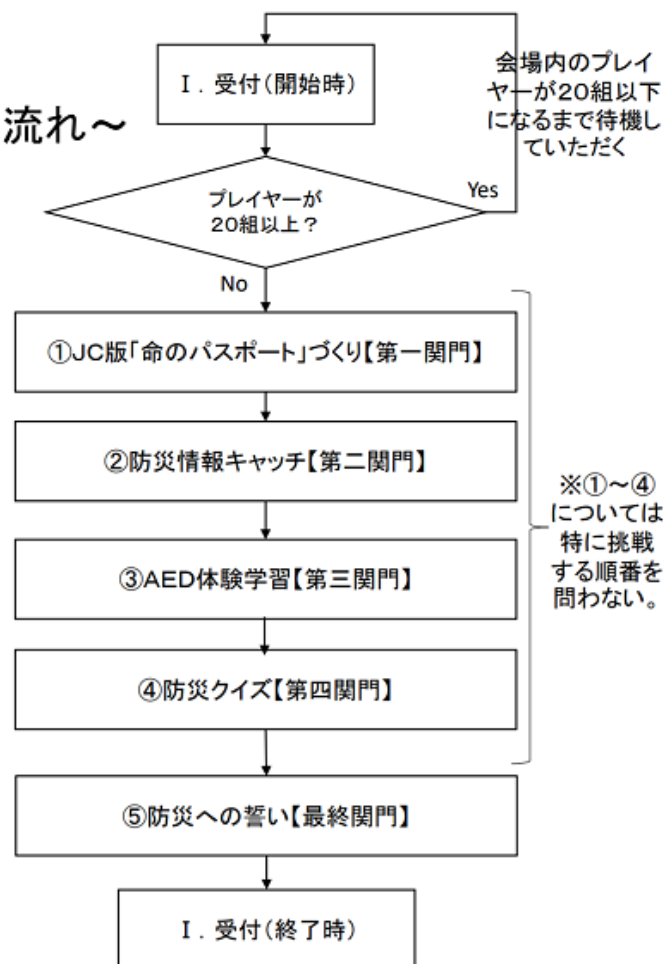 I．受付（開始時）
会場内のプレイ
ヤーが２０組以下
になるまで待機し
ていただく
流れ～
プレイヤーが
２０組以上？
Yes
No
①JC版「命のパスポート」づくり【第一関門】
②防災情報キャッチ【第二関門】
③AED体験学習【第三関門】
④防災クイズ【第四関門】
※①～④
については
特に挑戦
する順番を
問わない。
⑤防災への誓い【最終関門】
I．受付（終了時）